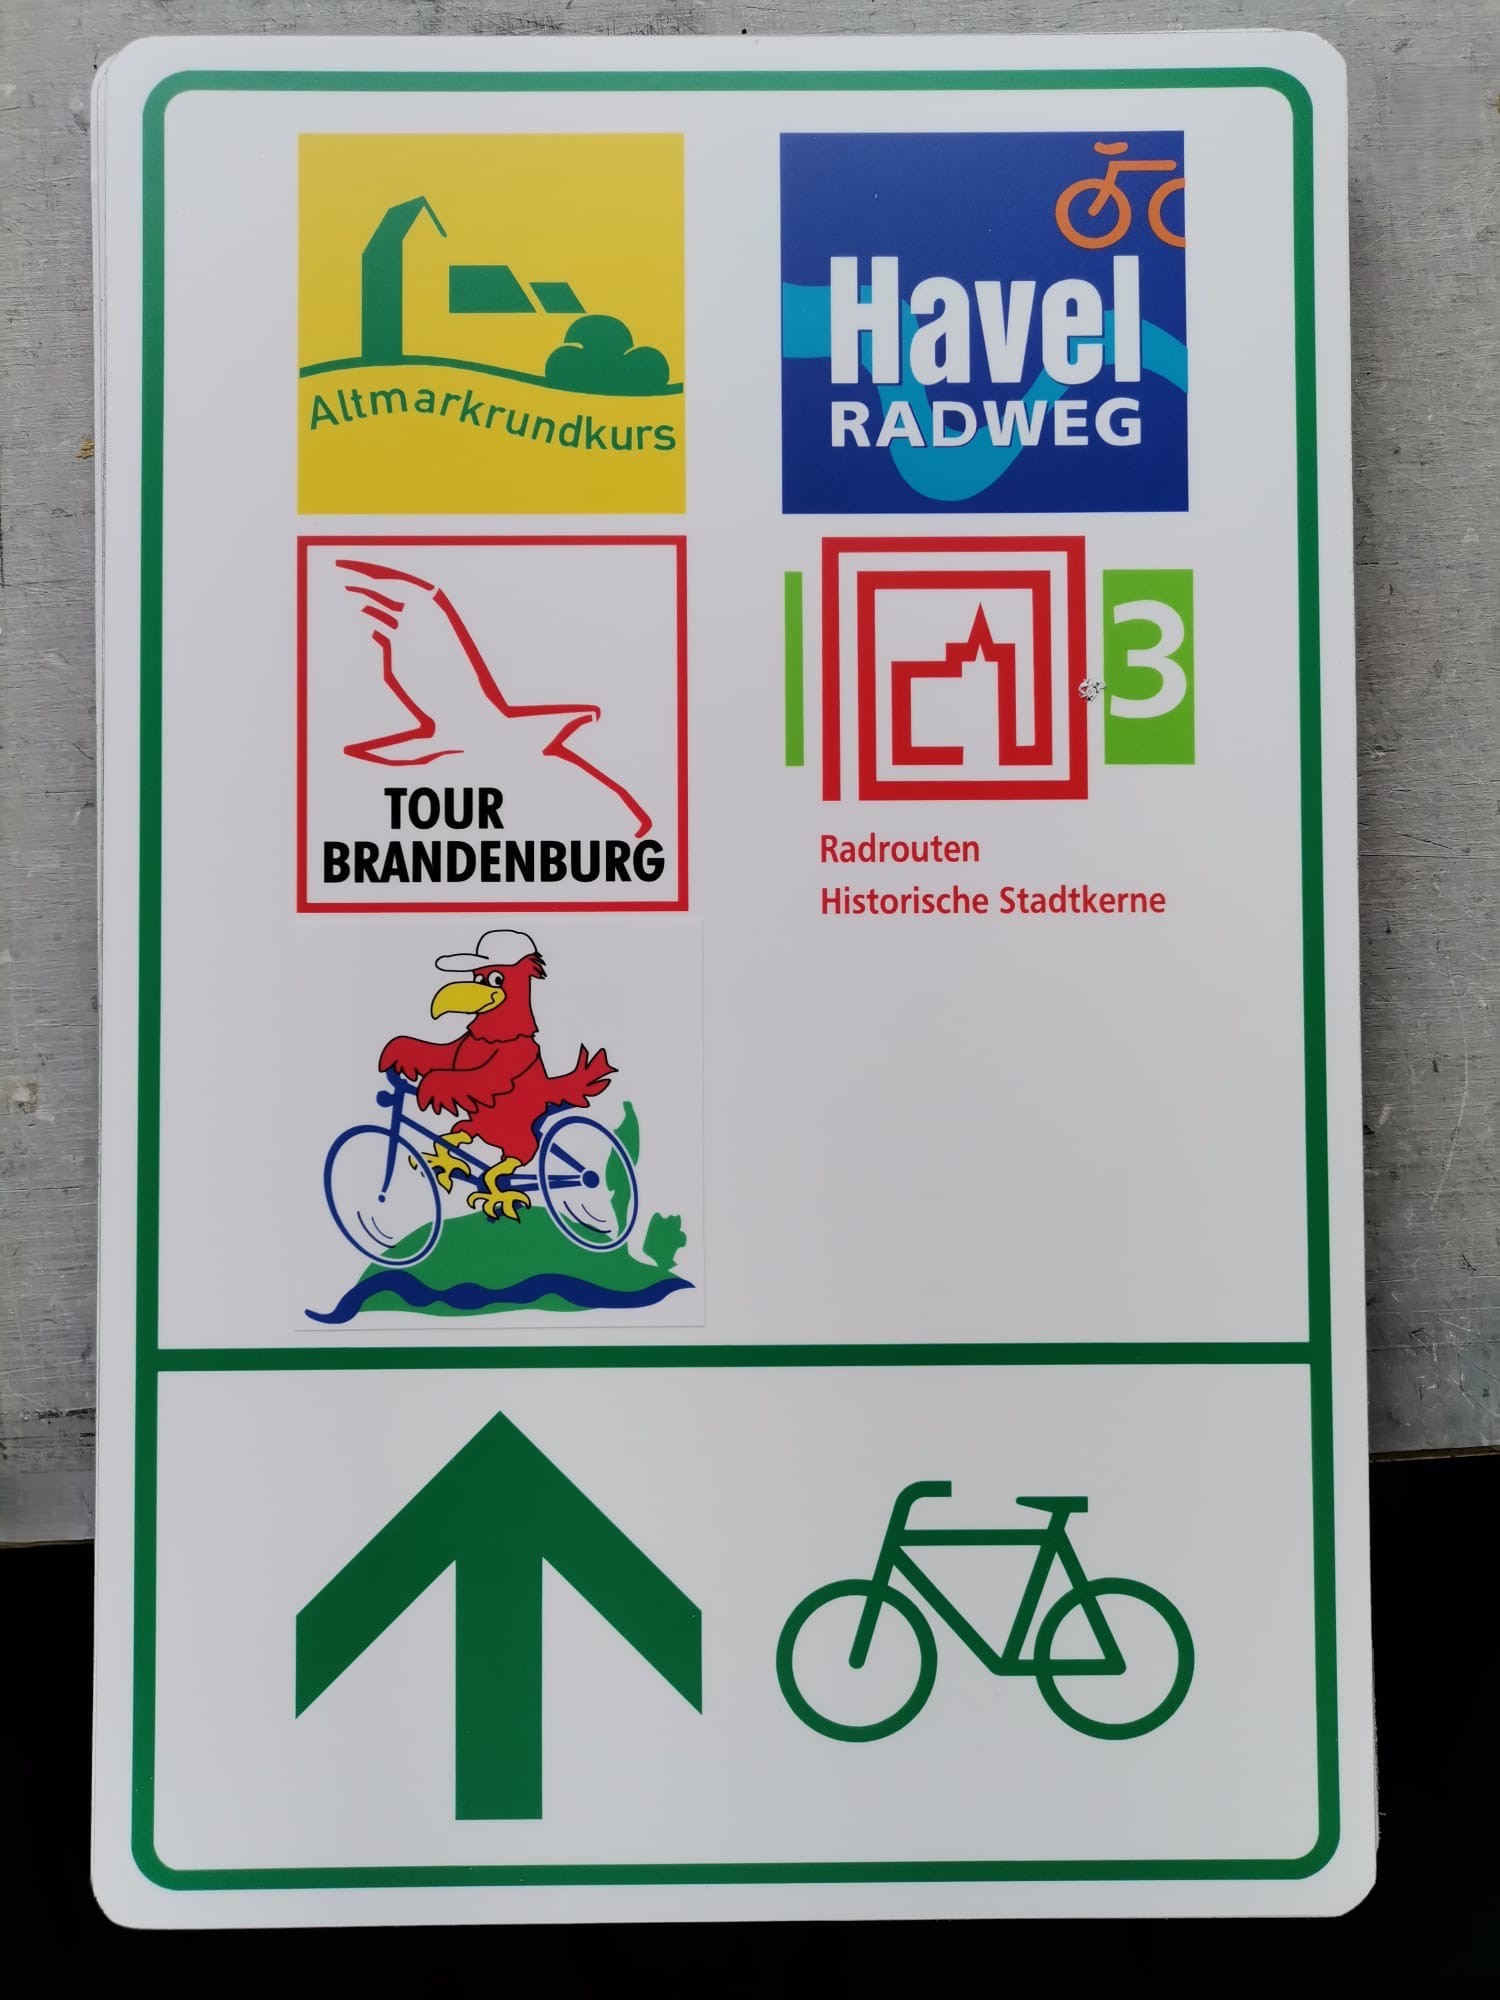 Altmarkrundkurs
Havel
RADWEG
TOUR
BRANDENBURG
3
Radrouten
Historische Stadtkerne